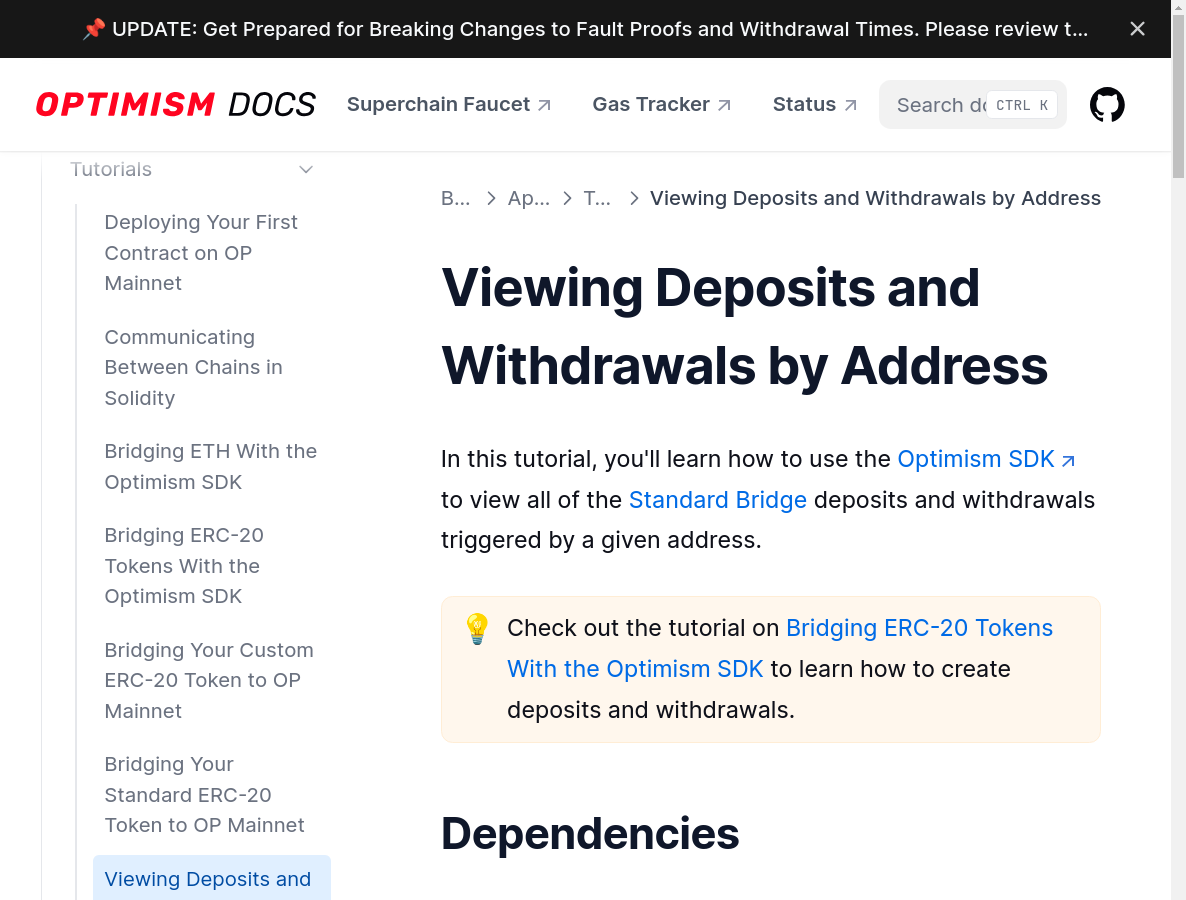 📌 UPDATE: Get Prepared for Breaking Changes to Fault Proofs and Withdrawal Times. Please review t...
OPTIMISM DOCS
Superchain Faucet
Gas Tracker
Status
Search do
CTRL K
Tutorials
Deploying Your First
Contract on OP
Mainnet
Communicating
Between Chains in
Solidity
Bridging ETH With the
Optimism SDK
Bridging ERC-20
Tokens With the
Optimism SDK
Bridging Your Custom
ERC-20 Token to OP
Mainnet
Bridging Your
Standard ERC-20
Token to OP Mainnet
Viewing Deposits and
B... > Ap... > T... > Viewing Deposits and Withdrawals by Address
Viewing Deposits and
Withdrawals by Address
In this tutorial, you'll learn how to use the Optimism SDK
to view all of the Standard Bridge deposits and withdrawals
triggered by a given address.
Check out the tutorial on Bridging ERC-20 Tokens
With the Optimism SDK to learn how to create
deposits and withdrawals.
Dependencies